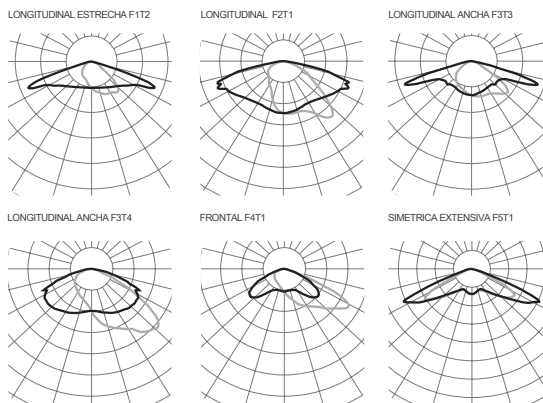 LONGITUDINAL ESTRECHA F1T2
LONGITUDINAL F2T1
LONGITUDINAL ANCHA F3T3
LONGITUDINAL ANCHA F3T4
FRONTAL F4T1
SIMETRICA EXTENSIVA F5T1